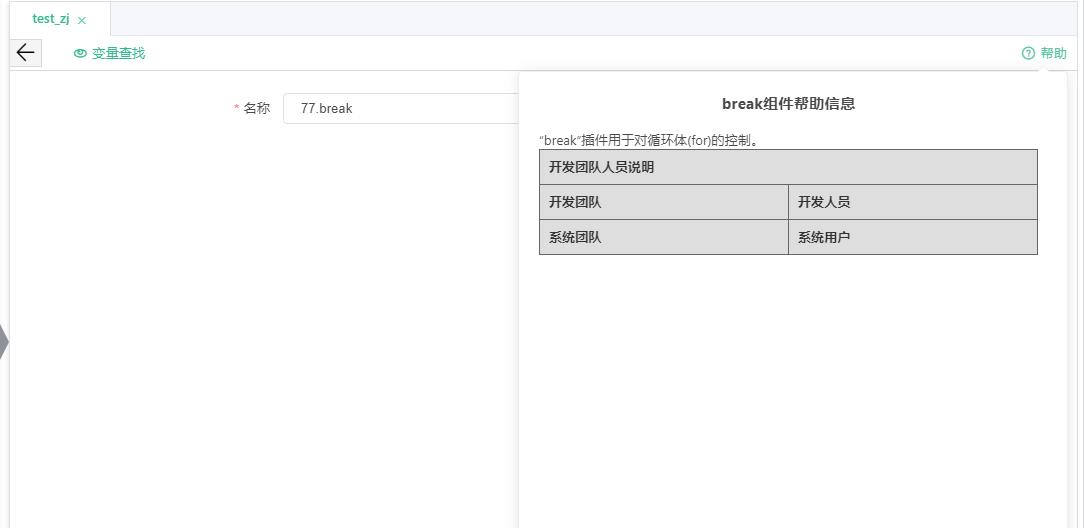 test_zj
变量查找
帮助
* 名称
77.break
break组件帮助信息
“break”插件用于对循环体(for)的控制。
开发团队人员说明
开发团队 开发人员
系统团队 系统用户